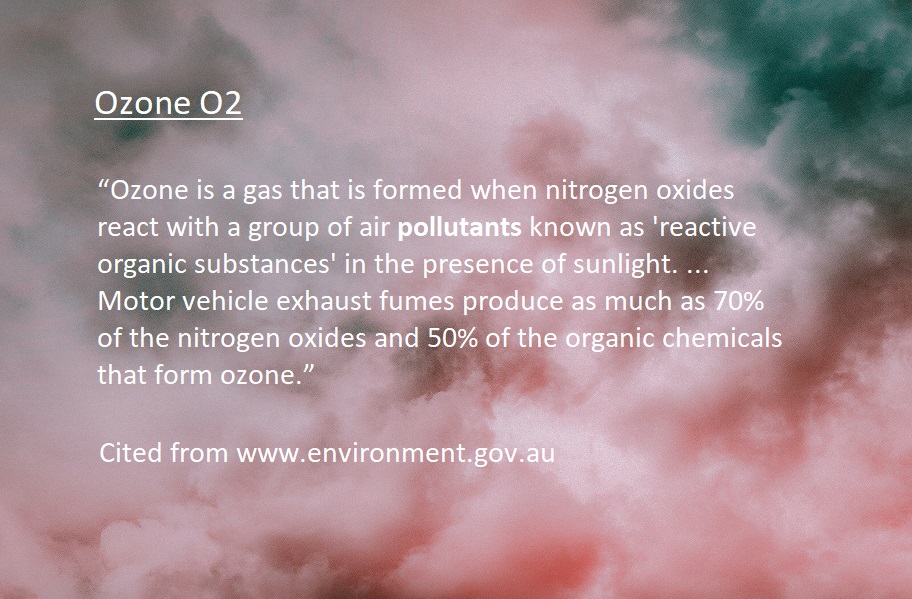 Ozone O2
“Ozone is a gas that is formed when nitrogen oxides
react with a group of air pollutants known as 'reactive
organic substances' in the presence of sunlight. ...
Motor vehicle exhaust fumes produce as much as 70%
of the nitrogen oxides and 50% of the organic chemicals
that form ozone.”
Cited from www.environment.gov.au